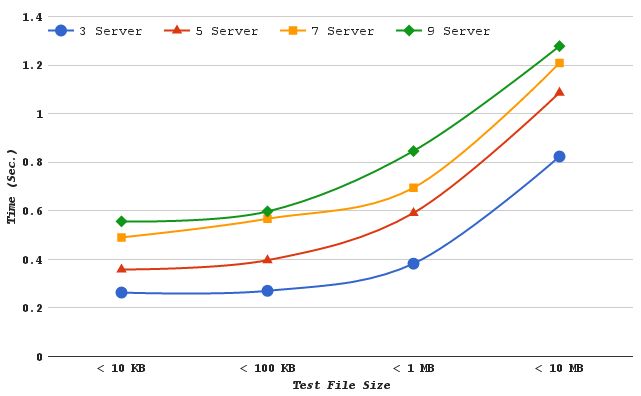 1.4
3 Server 5 Server 7 Server 9 Server
1.2
1
0.8
0.6
0.4
0.2
0
Time (Sec.)
< 10 KB < 100 KB < 1 MB < 10 MB
Test File Size